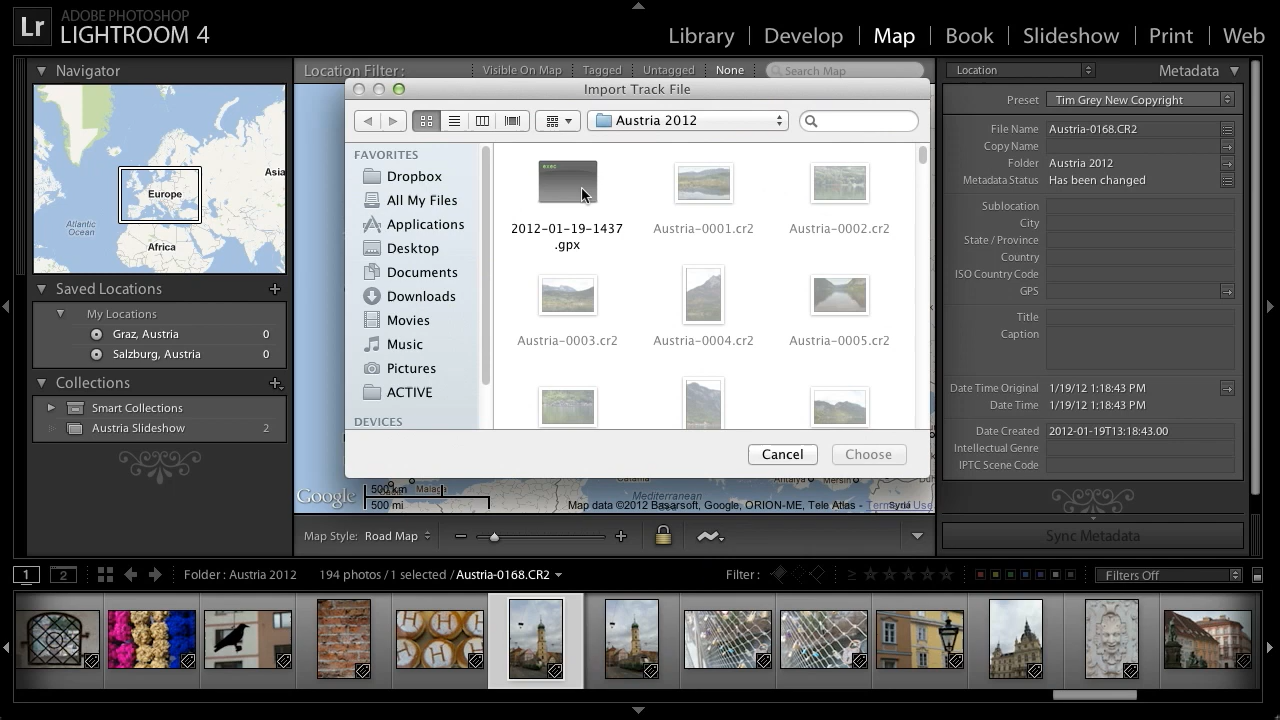 Lr ADOBE PHOTOSHOP
LIGHTROOM 4
Library | Develop | Map | Book | Slideshow | Print | Web
Navigator
Atlantic
Ocean
Europe
Africa
Asia
Saved Locations +
My Locations
Graz, Austria 0
Salzburg, Austria 0
Collections +
Smart Collections
Austria Slideshow 2
Location Filter : Visible On Map Tagged Untagged None Search Map
Import Track File
Austria 2012
FAVORITES
Dropbox
All My Files
Applications
Desktop
Documents
Downloads
Movies
Music
Pictures
ACTIVE
DEVICES
exec
2012-01-19-1437
.gpx
Austria-0001.cr2
Austria-0002.cr2
Austria-0003.cr2
Austria-0004.cr2
Austria-0005.cr2
Cancel
Choose
Google
500 km
500 mi
Malaga
Mediterranean
Antalya
Mersin
Syria
Map data ©2012 Basarsoft, Google, ORION-ME, Tele Atlas - Terms of Use
Map Style: Road Map
Location
Metadata
Preset Tim Grey New Copyright
File Name Austria-0168.CR2
Copy Name
Folder Austria 2012
Metadata Status Has been changed
Sublocation
City
State / Province
Country
ISO Country Code
GPS
Title
Caption
Date Time Original 1/19/12 1:18:43 PM
Date Time 1/19/12 1:18:43 PM
Date Created 2012-01-19T13:18:43.00
Intellectual Genre
IPTC Scene Code
Sync Metadata
1 2 Folder : Austria 2012 194 photos / 1 selected / Austria-0168.CR2 Filter : Filters Off